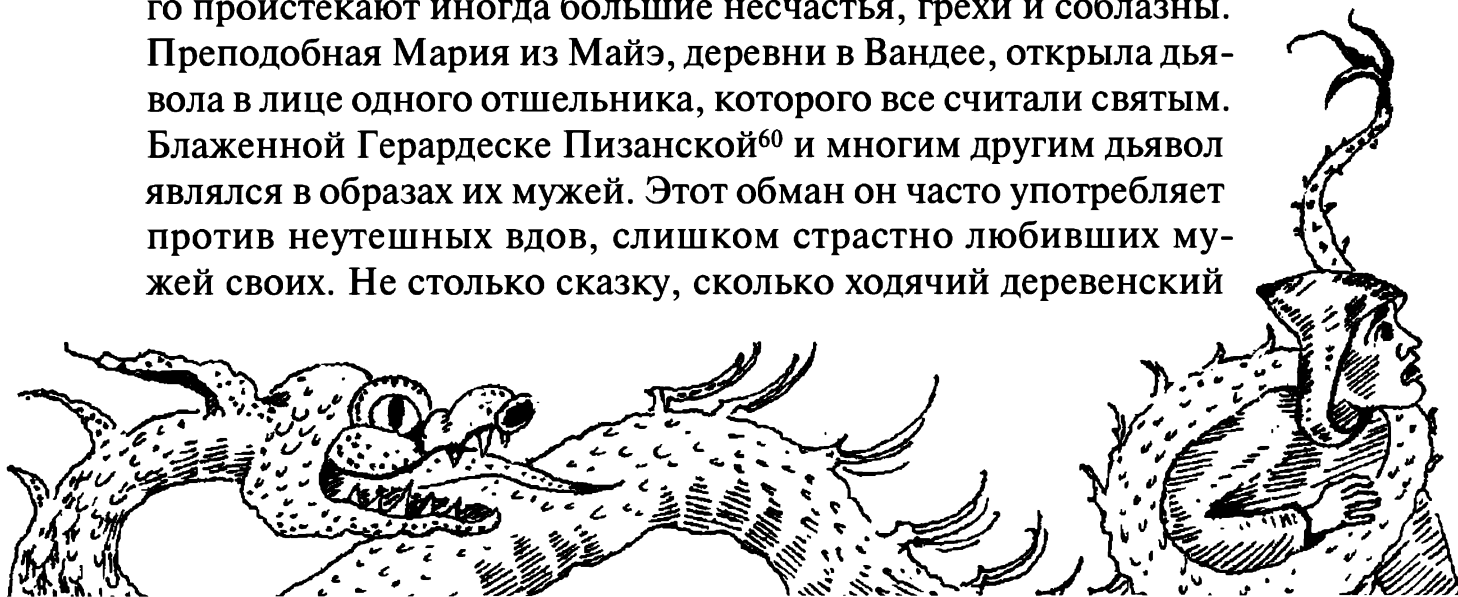 го проистекают иногда большие несчастья, грехи и соблазны.
Преподобная Мария из Майэ, деревни в Вандее, открыла дья-
вола в лице одного отшельника, которого все считали святым.
Блаженной Герардеске Пизанской⁶⁰ и многим другим дьявол
являлся в образах их мужей. Этот обман он часто употребляет
против неутешных вдов, слишком страстно любивших му-
жей своих. Не столько сказку, сколько ходячий деревенский